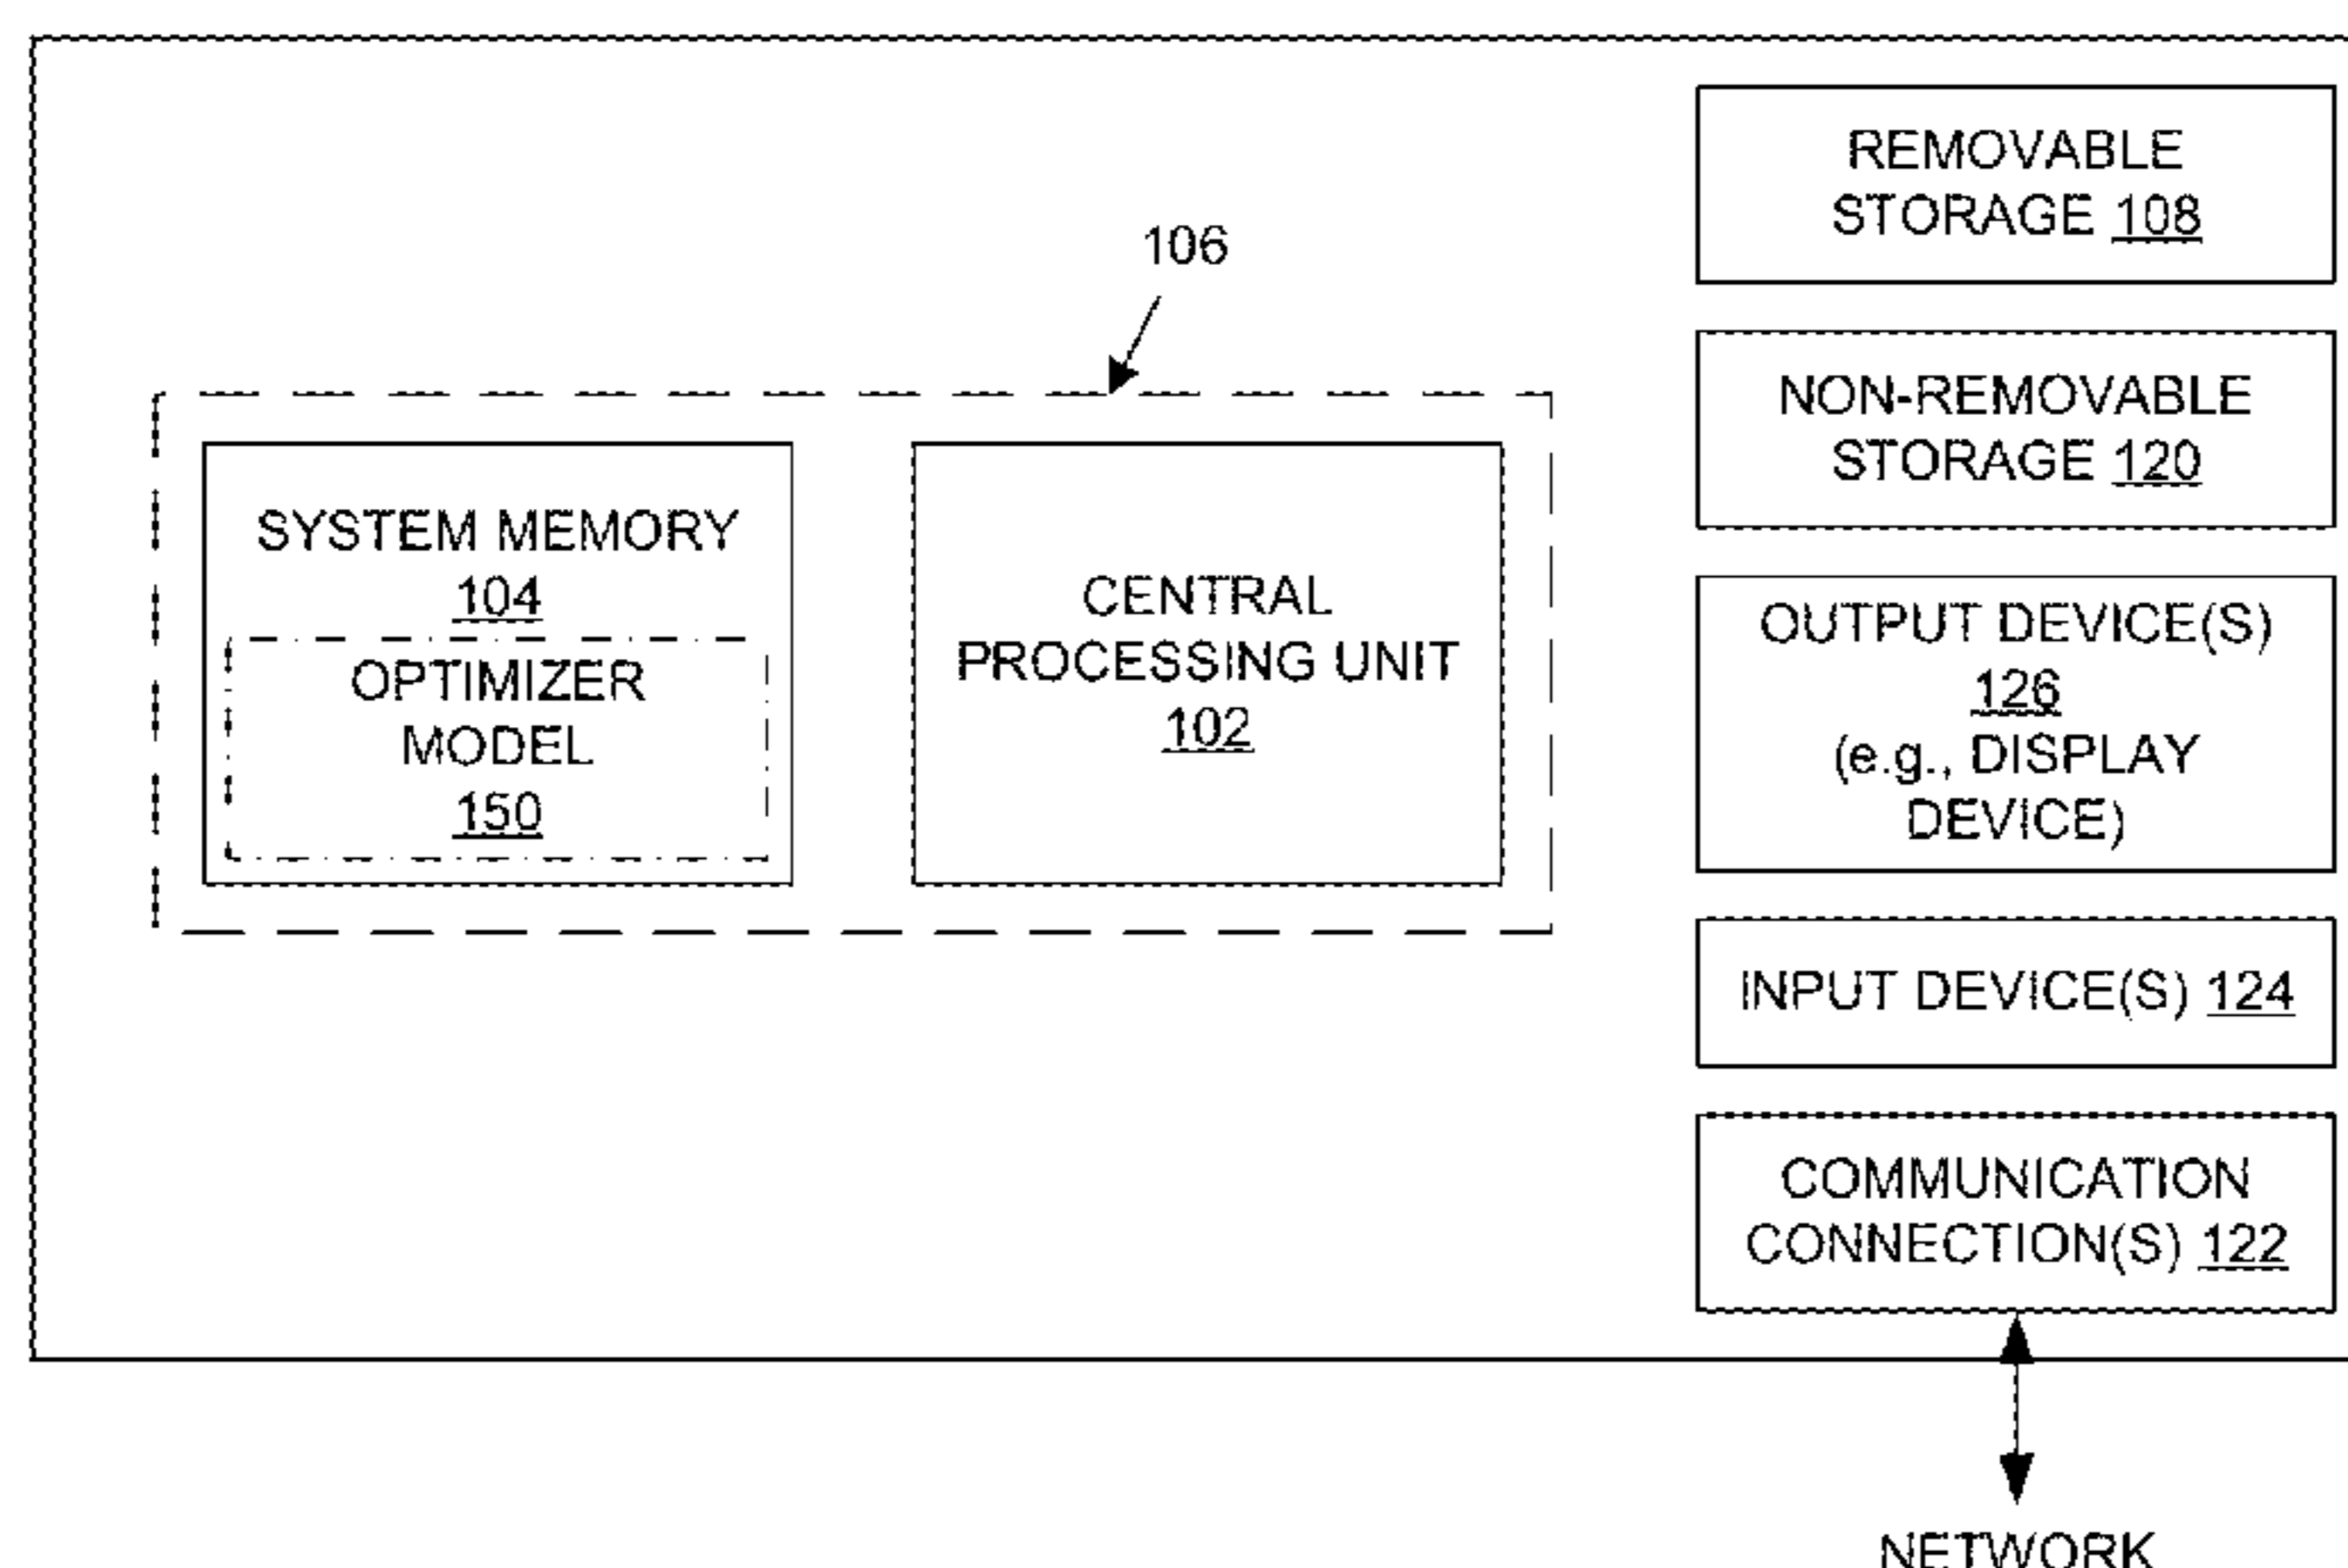 106
SYSTEM MEMORY
104
OPTIMIZER
MODEL
150
CENTRAL
PROCESSING UNIT
102
REMOVABLE
STORAGE 108
NON-REMOVABLE
STORAGE 120
OUTPUT DEVICE(S)
126
(e.g., DISPLAY
DEVICE)
INPUT DEVICE(S) 124
COMMUNICATION
CONNECTION(S) 122
NETWORK